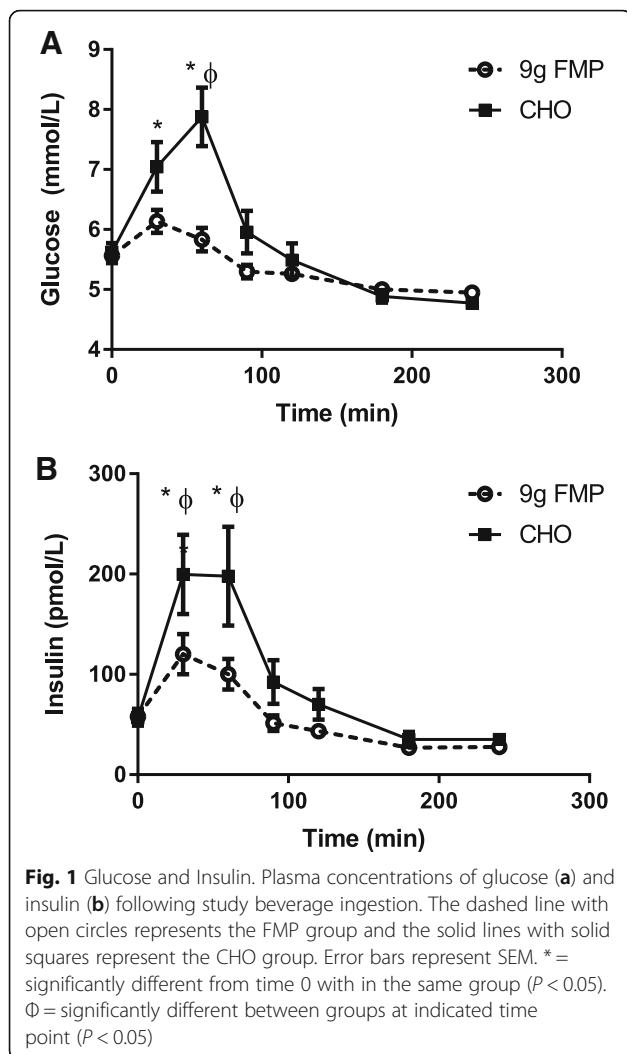 A
9
8
7
6
5
4
Glucose (mmol/L)
* ϕ
*
9g FMP
CHO
0
100
200
300
Time (min)
B
300
200
100
0
Insulin (pmol/L)
* ϕ
* ϕ
*
9g FMP
CHO
0
100
200
300
Time (min)
Fig. 1 Glucose and Insulin. Plasma concentrations of glucose (a) and
insulin (b) following study beverage ingestion. The dashed line with
open circles represents the FMP group and the solid lines with solid
squares represent the CHO group. Error bars represent SEM. * =
significantly different from time 0 with in the same group (P < 0.05).
Φ = significantly different between groups at indicated time
point (P < 0.05)